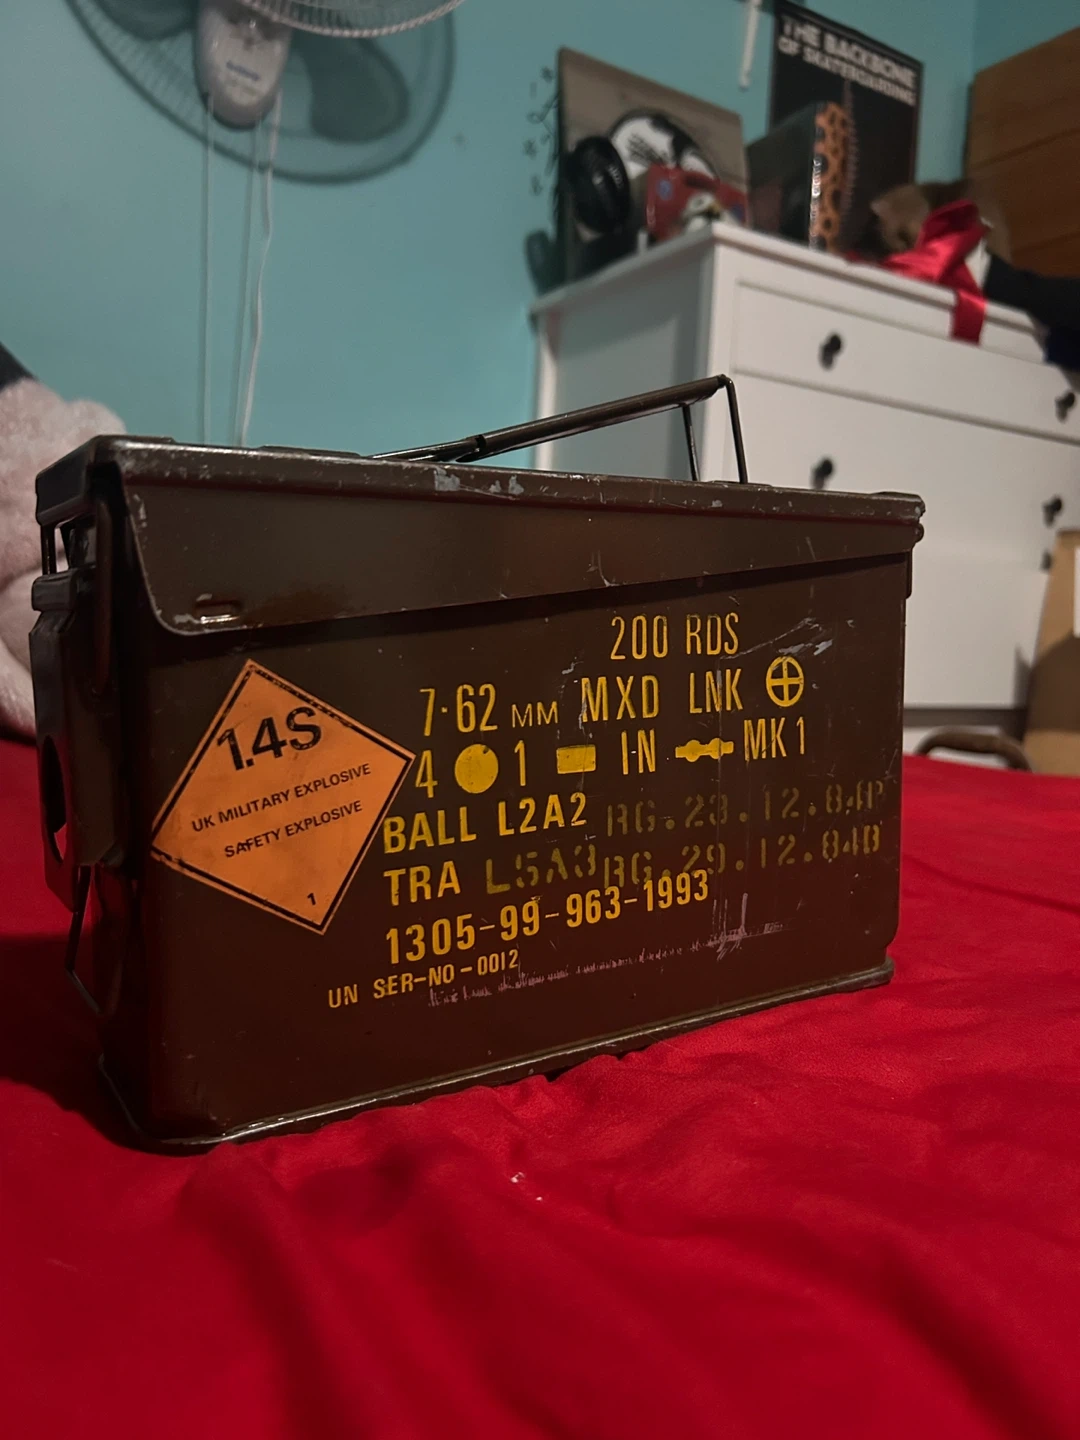 THE BACKBONE
OF SKATEBOARDING
200 RDS
7.62 MM MXD LNK
4 1 IN MK 1
BALL L2A2 RG.23.12.84P
TRA L5A3 RG.29.12.84B
1305-99-963-1993
UN SER-NO-0012
1.4S
UK MILITARY EXPLOSIVE
SAFETY EXPLOSIVE
1